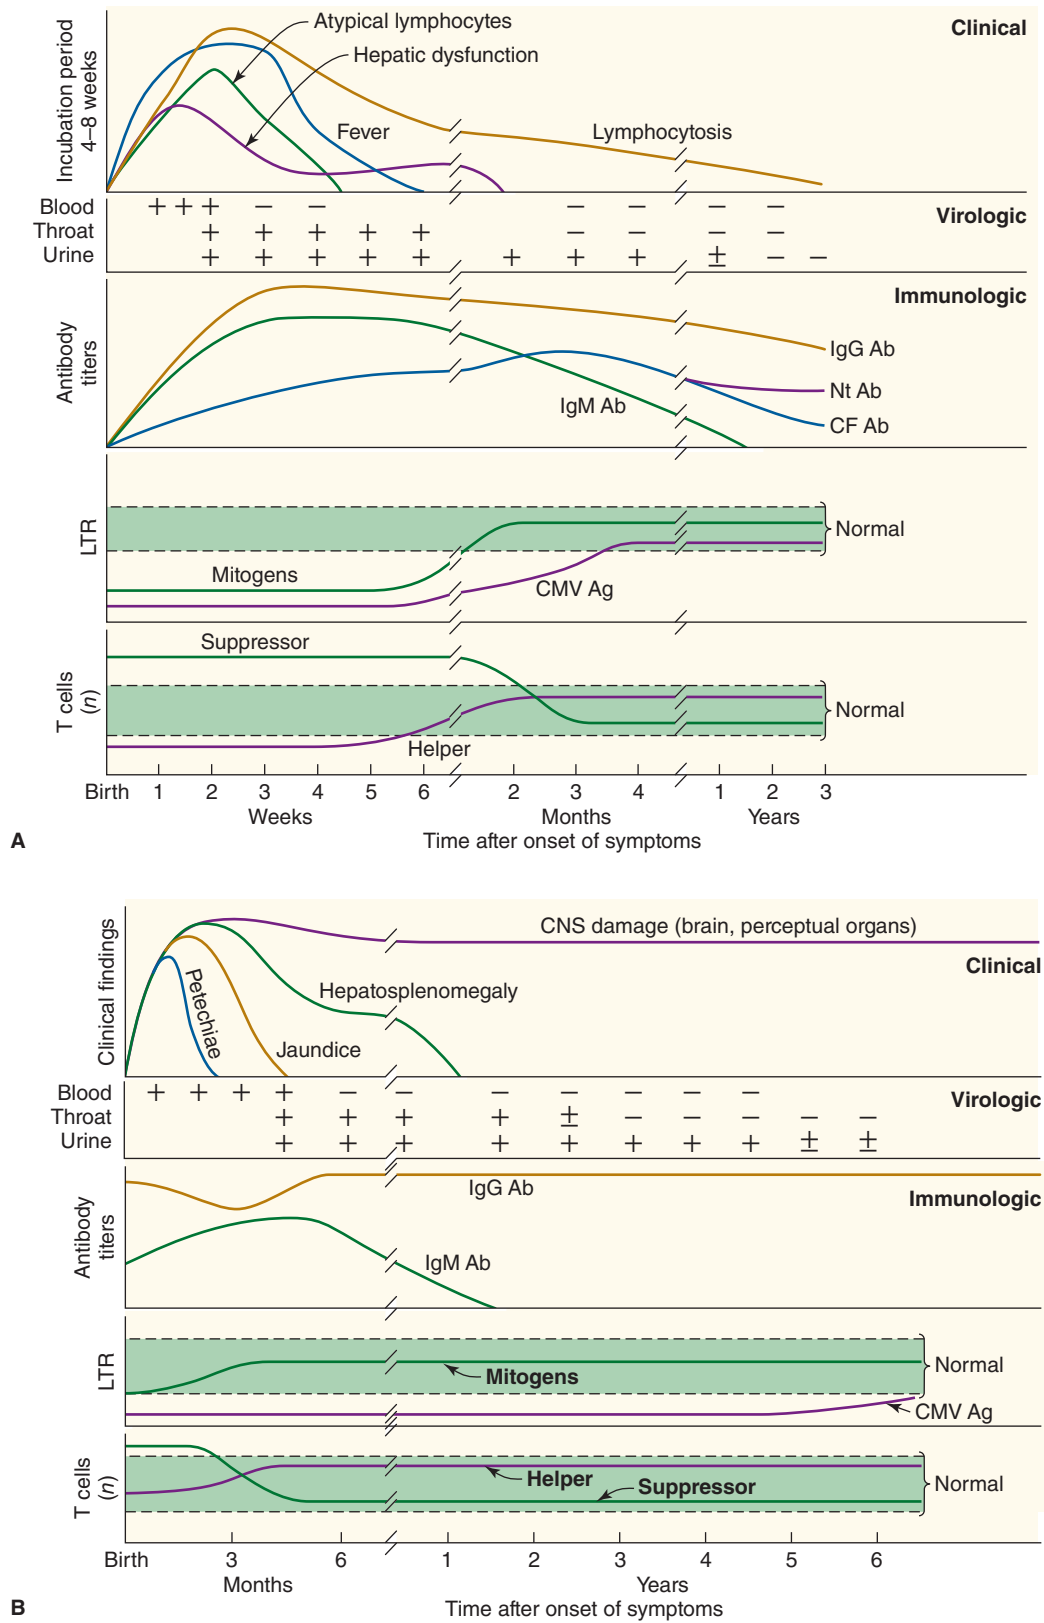 Clinical
Incubation period
4–8 weeks
Atypical lymphocytes
Hepatic dysfunction
Fever
Lymphocytosis
Virologic
Blood + + + − − − − − −
Throat + + + + + − − − −
Urine + + + + + + + + ± − −
Immunologic
Antibody
titers
IgG Ab
Nt Ab
IgM Ab
CF Ab
LTR
Mitogens
CMV Ag
Normal
T cells
(n)
Suppressor
Helper
Normal
Birth 1 2 3 4 5 6 2 3 4 1 2 3
Weeks Months Years
Time after onset of symptoms
A
Clinical findings
CNS damage (brain, perceptual organs)
Clinical
Petechiae
Hepatosplenomegaly
Jaundice
Blood + + + + − − − − − − −
Virologic
Throat + + + + ± − − − − −
Urine + + + + + + + + ± ±
Antibody
titers
IgG Ab
Immunologic
IgM Ab
LTR
Mitogens
Normal
CMV Ag
T cells
(n)
Helper
Suppressor
Normal
Birth 3 6 1 2 3 4 5 6
Months Years
Time after onset of symptoms
B